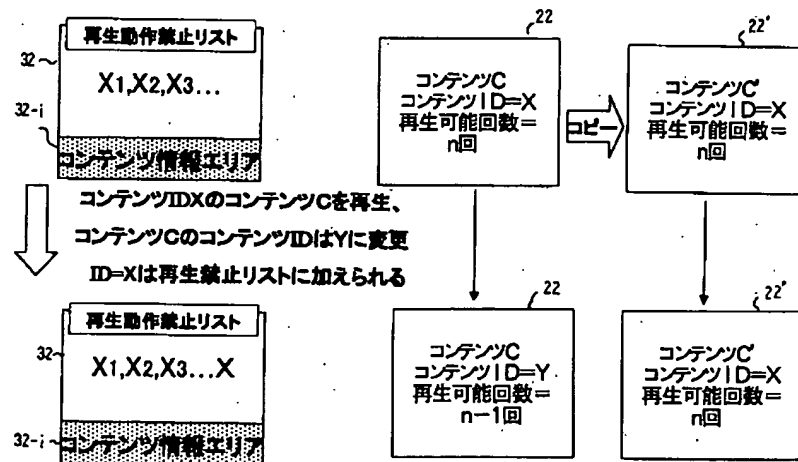 再生動作禁止リスト
32
X1,X2,X3...
32-i
コンテンツ情報エリア
コンテンツIDXのコンテンツCを再生、
コンテンツCのコンテンツIDはYに変更
ID=Xは再生禁止リストに加えられる
再生動作禁止リスト
32
X1,X2,X3...X
32-i
コンテンツ情報エリア
22
コンテンツC
コンテンツID=X
再生可能回数=
n回
コピー
22'
コンテンツC'
コンテンツID=X
再生可能回数=
n回
22
コンテンツC
コンテンツID=Y
再生可能回数=
n-1回
22'
コンテンツC'
コンテンツID=X
再生可能回数=
n回